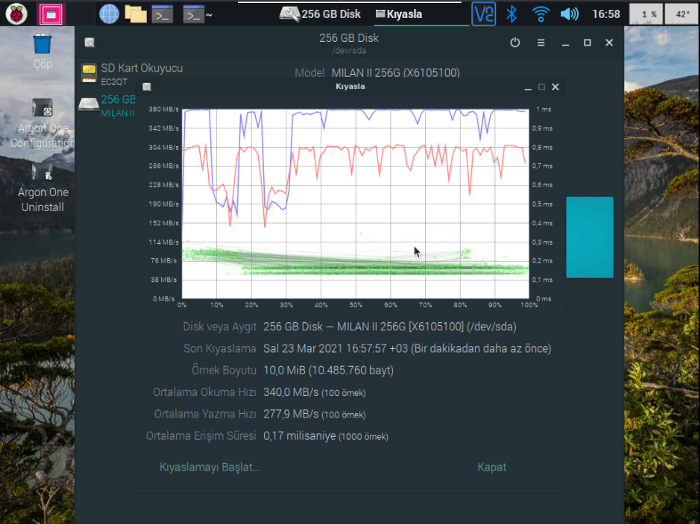 256 GB Disk
Kıyasla
V2
16:58
1 %
42°
~
Çöp
Argon One
Configuration
Argon One
Uninstall
256 GB Disk
/dev/sda
SD Kart Okuyucu
EC2QT
Model MILAN II 256G (X6105100)
256 GB
MILAN II
Kıyasla
380 MB/s
342 MB/s
304 MB/s
266 MB/s
228 MB/s
190 MB/s
152 MB/s
114 MB/s
76 MB/s
38 MB/s
0 MB/s
1 ms
0,9 ms
0,8 ms
0,7 ms
0,6 ms
0,5 ms
0,4 ms
0,3 ms
0,2 ms
0,1 ms
0 ms
0% 10% 20% 30% 40% 50% 60% 70% 80% 90% 100%
Disk veya Aygıt 256 GB Disk — MILAN II 256G [X6105100] (/dev/sda)
Son Kıyaslama Sal 23 Mar 2021 16:57:57 +03 (Bir dakikadan daha az önce)
Örnek Boyutu 10,0 MiB (10.485.760 bayt)
Ortalama Okuma Hızı 340,0 MB/s (100 örnek)
Ortalama Yazma Hızı 277,9 MB/s (100 örnek)
Ortalama Erişim Süresi 0,17 milisaniye (1000 örnek)
Kıyaslamayı Başlat...
Kapat